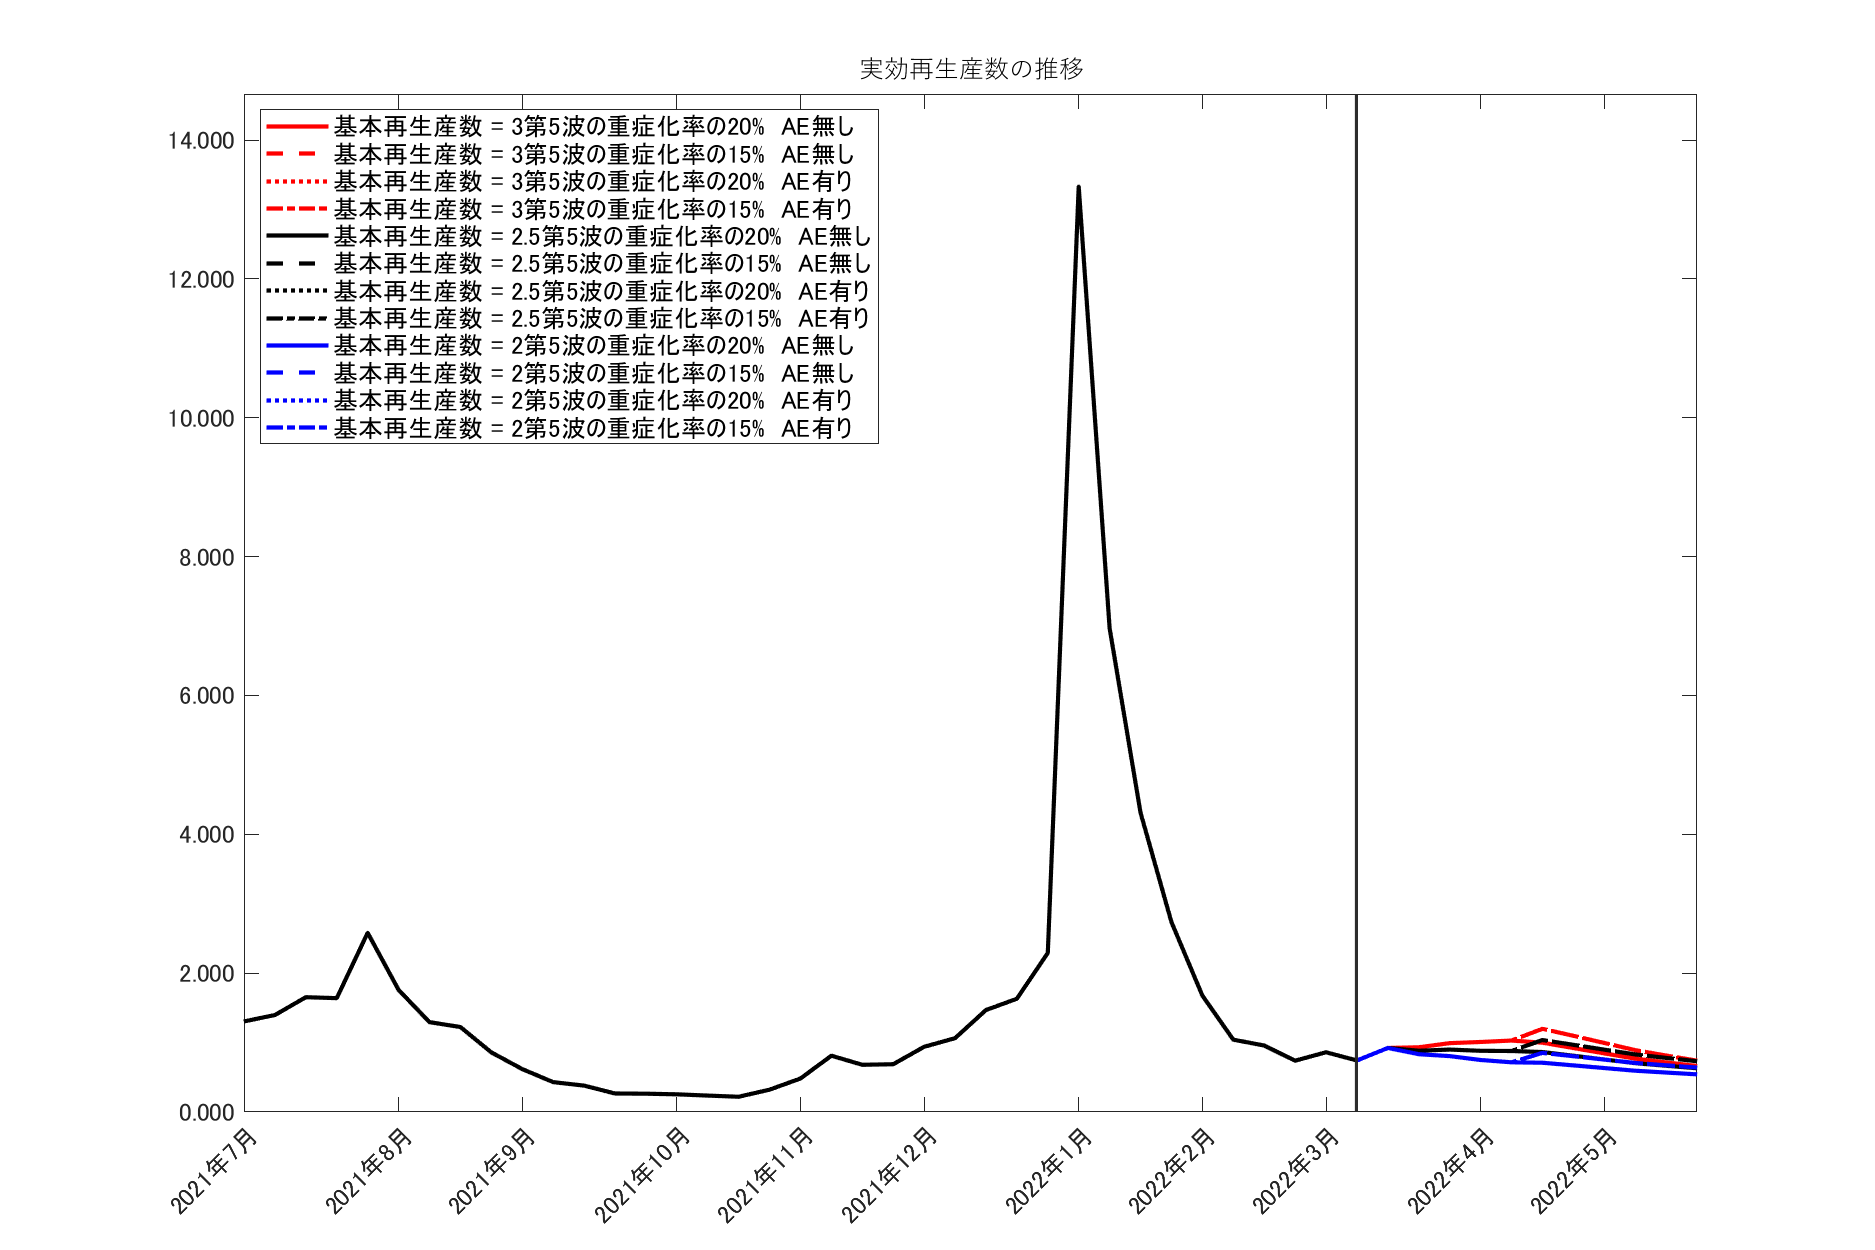 実効再生産数の推移
基本再生産数 = 3第5波の重症化率の20%　AE無し
基本再生産数 = 3第5波の重症化率の15%　AE無し
基本再生産数 = 3第5波の重症化率の20%　AE有り
基本再生産数 = 3第5波の重症化率の15%　AE有り
基本再生産数 = 2.5第5波の重症化率の20%　AE無し
基本再生産数 = 2.5第5波の重症化率の15%　AE無し
基本再生産数 = 2.5第5波の重症化率の20%　AE有り
基本再生産数 = 2.5第5波の重症化率の15%　AE有り
基本再生産数 = 2第5波の重症化率の20%　AE無し
基本再生産数 = 2第5波の重症化率の15%　AE無し
基本再生産数 = 2第5波の重症化率の20%　AE有り
基本再生産数 = 2第5波の重症化率の15%　AE有り
14.000
12.000
10.000
8.000
6.000
4.000
2.000
0.000
2021年7月
2021年8月
2021年9月
2021年10月
2021年11月
2021年12月
2022年1月
2022年2月
2022年3月
2022年4月
2022年5月